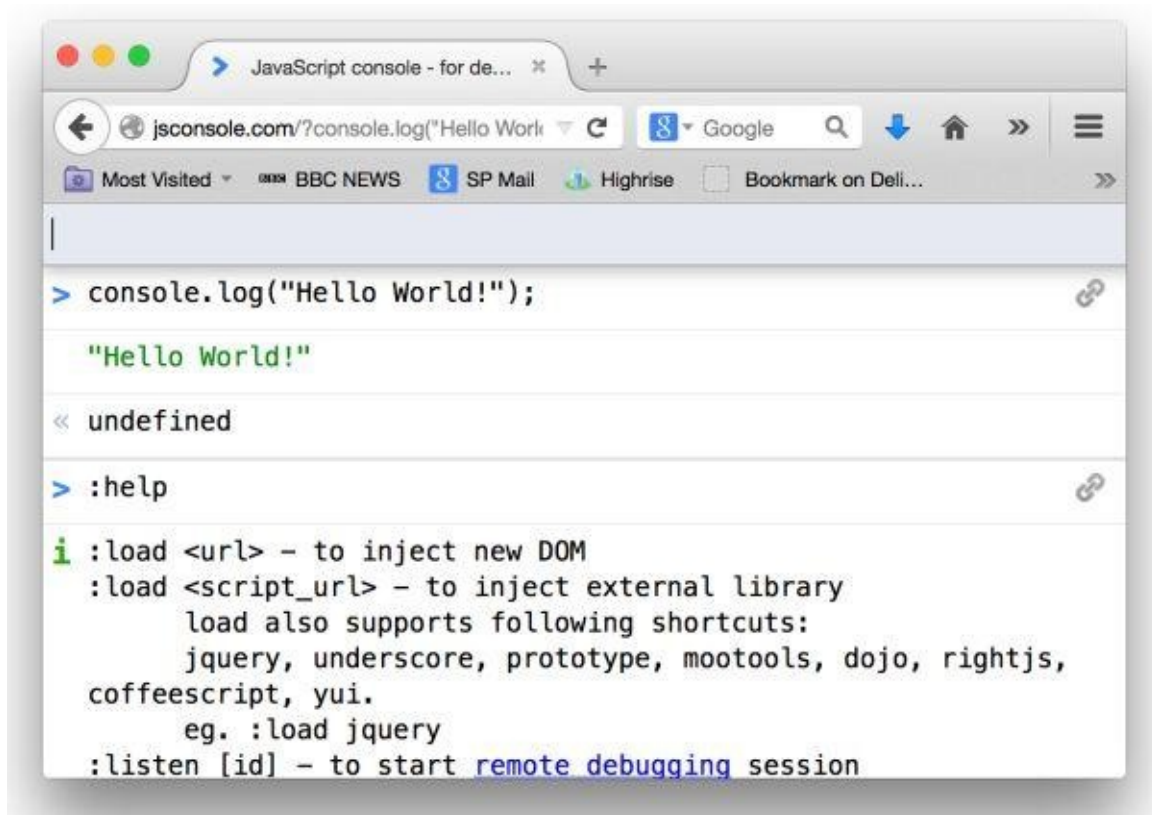 JavaScript console - for de...
jsconsole.com/?console.log("Hello Work
Google
Most Visited BBC NEWS SP Mail Highrise Bookmark on Deli...
> console.log("Hello World!");
"Hello World!"
« undefined
> :help
i :load <url> – to inject new DOM
:load <script_url> – to inject external library
load also supports following shortcuts:
jquery, underscore, prototype, mootools, dojo, rightjs,
coffeescript, yui.
eg. :load jquery
:listen [id] – to start remote debugging session